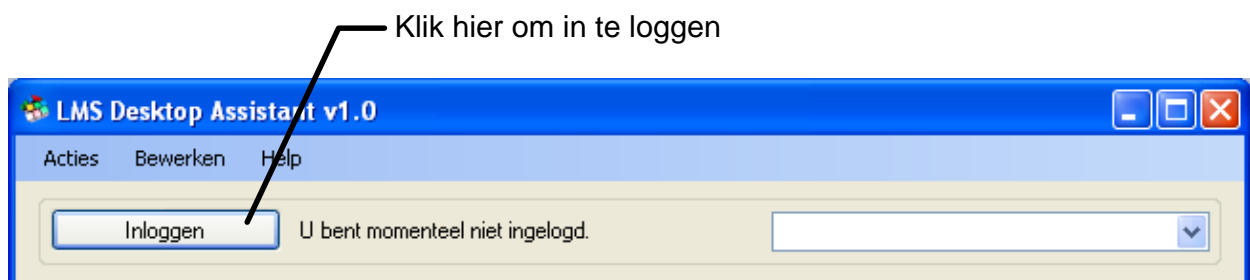 Klik hier om in te loggen
LMS Desktop Assistant v1.0
Acties Bewerken Help
Inloggen U bent momenteel niet ingelogd.